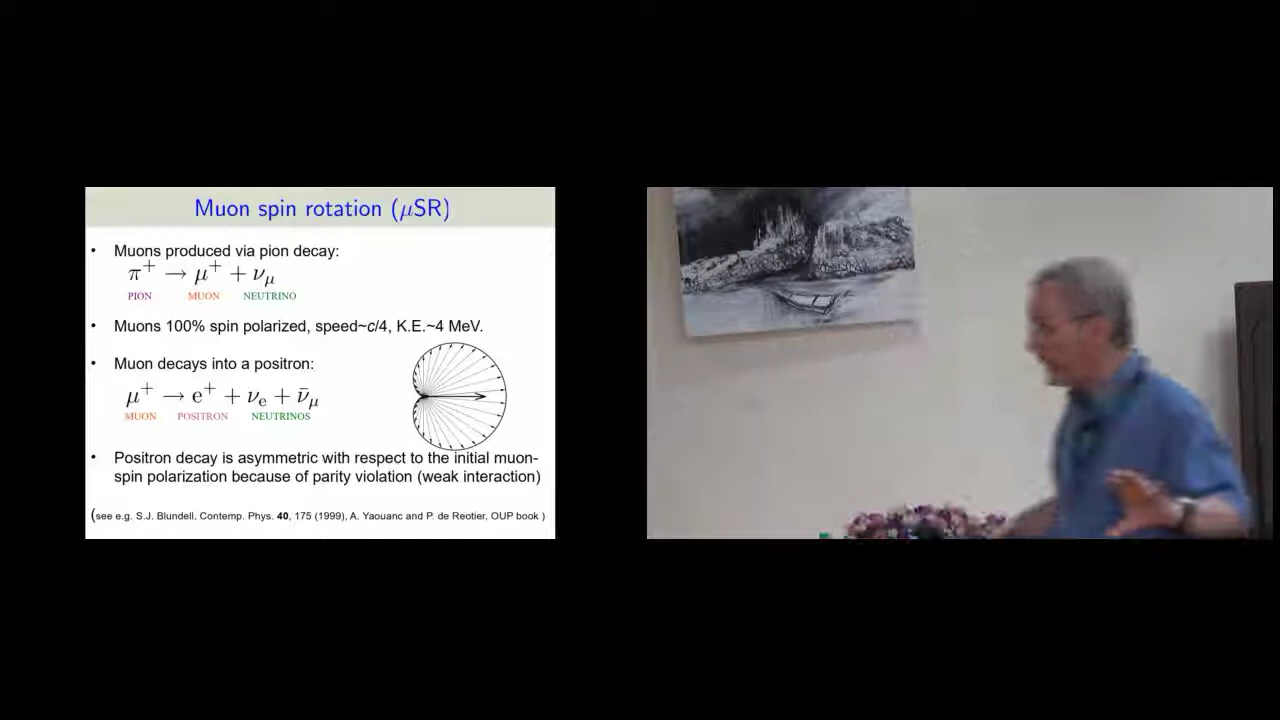 Muon spin rotation (μSR)
• Muons produced via pion decay:
π⁺ → μ⁺ + ν_μ
PION MUON NEUTRINO
• Muons 100% spin polarized, speed~c/4, K.E.~4 MeV.
• Muon decays into a positron:
μ⁺ → e⁺ + ν_e + ν̄_μ
MUON POSITRON NEUTRINOS
• Positron decay is asymmetric with respect to the initial muon-
spin polarization because of parity violation (weak interaction)
(see e.g. S.J. Blundell, Contemp. Phys. 40, 175 (1999), A. Yaouanc and P. de Reotier, OUP book )